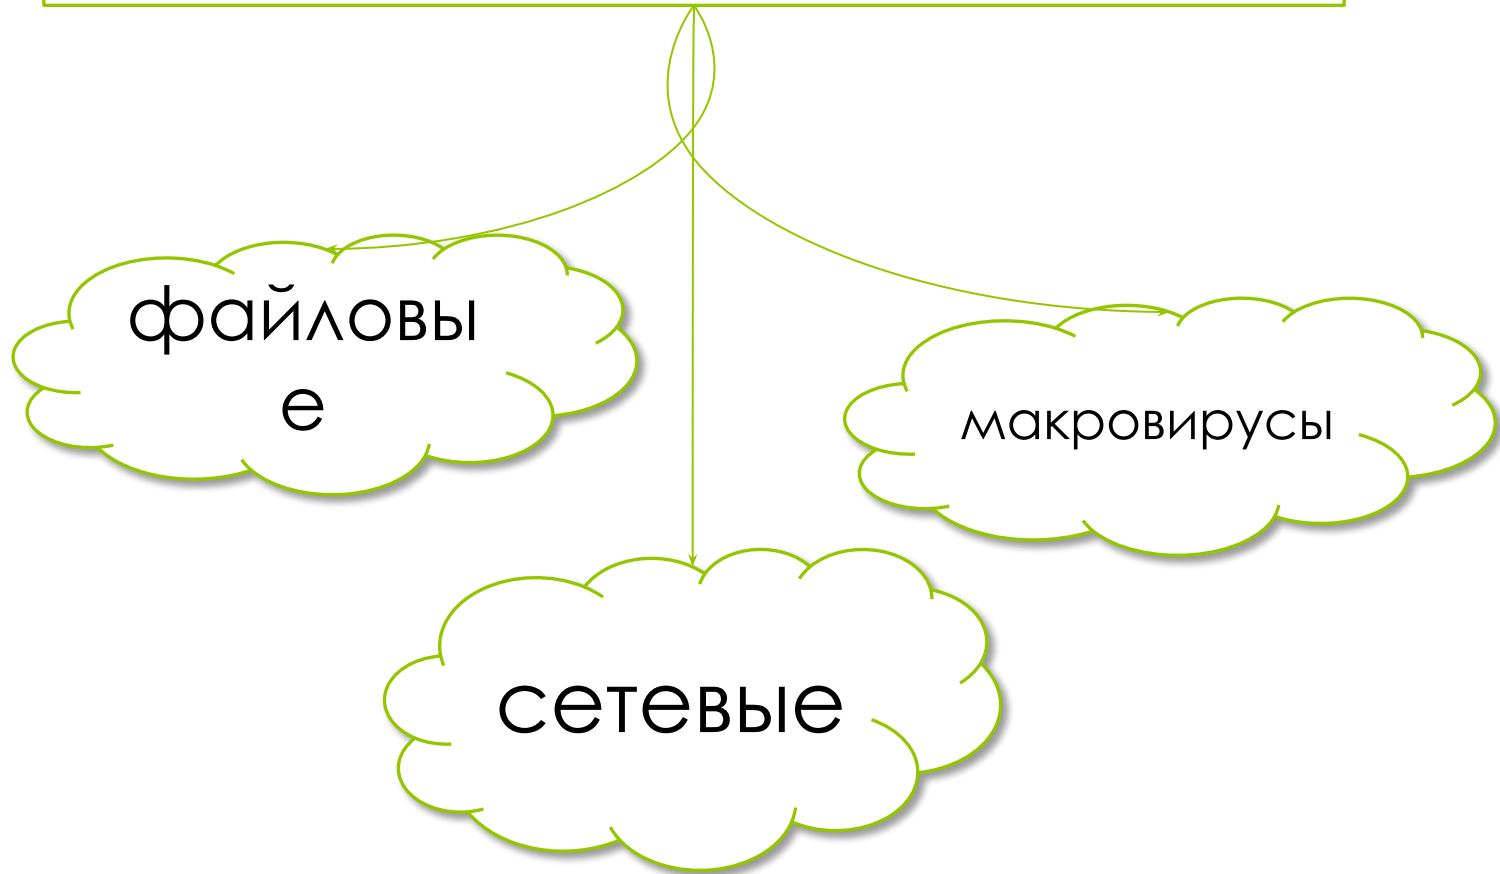 файловы
е
макровирусы
сетевые